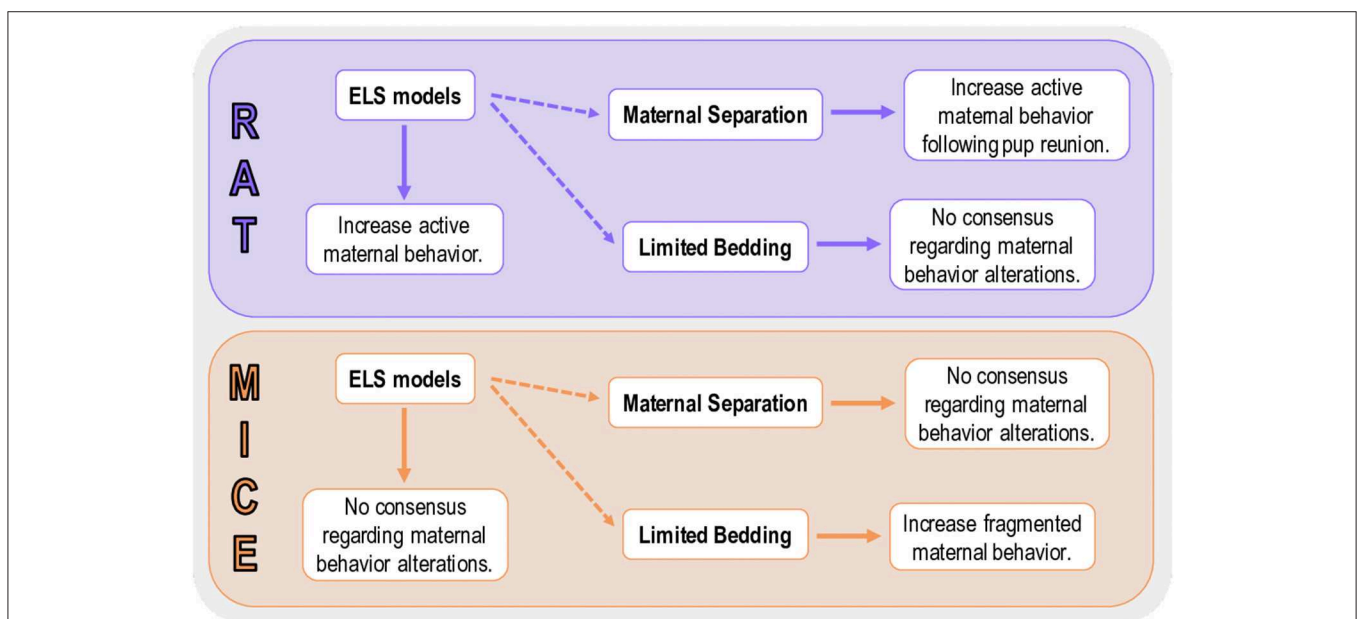 RAT
ELS models
Increase active
maternal behavior.
Maternal Separation
Increase active
maternal behavior
following pup reunion.
Limited Bedding
No consensus
regarding maternal
behavior alterations.
MICE
ELS models
No consensus
regarding maternal
behavior alterations.
Maternal Separation
No consensus
regarding maternal
behavior alterations.
Limited Bedding
Increase fragmented
maternal behavior.